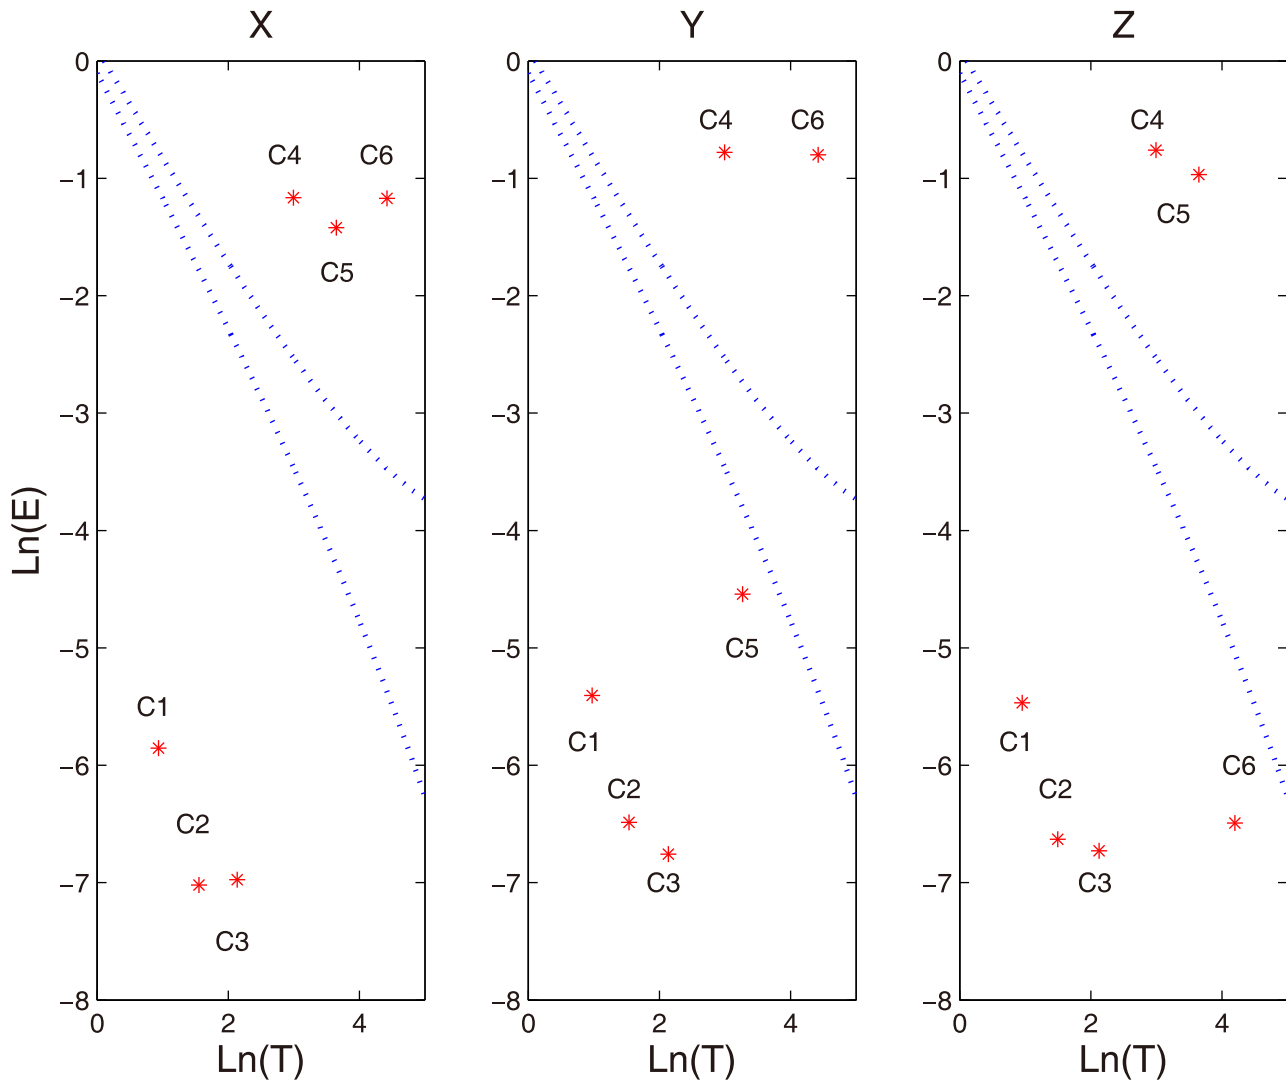 X Y Z
0 0 0
C4 C6 C4
C4 C6
−1 −1 −1
C5
C5
−2 −2 −2
−3 −3 −3
Ln(E)
−4 −4 −4
−5 C5 −5
C1
C1 C1
−6 −6 −6 C6
C2 C2
C2
−7 −7 C3 −7 C3
C3
−8 −8 −8
0 2 4 0 2 4 0 2 4
Ln(T) Ln(T) Ln(T)